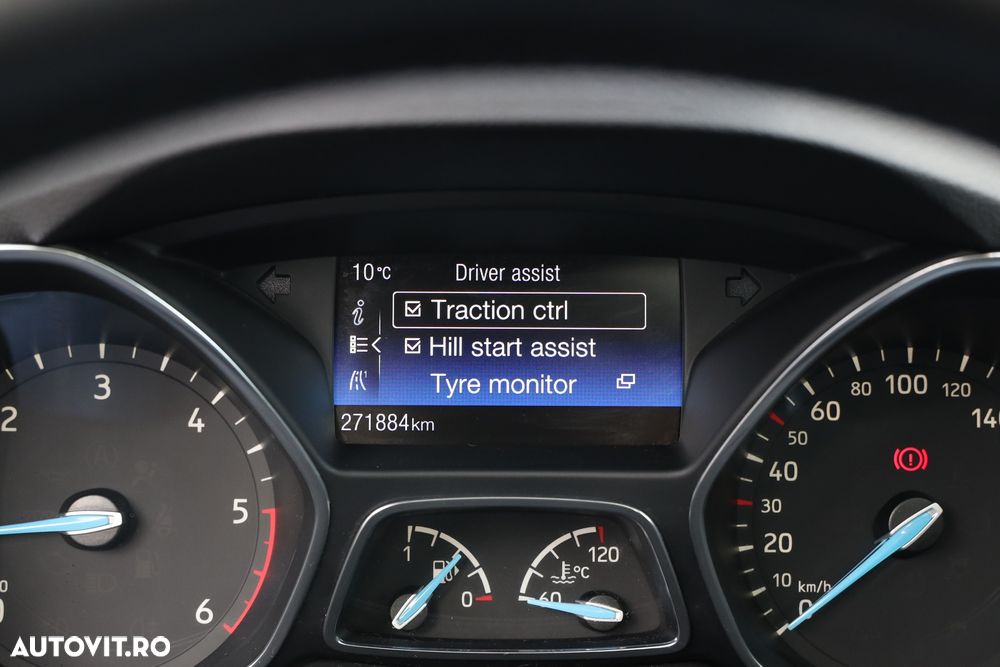 10°C Driver assist
Traction ctrl
Hill start assist
Tyre monitor
271884km
2 3 4 5 6
0 10 20 30 40 50 60 80 100 120 140
km/h
1 0
60 120
°C
AUTOVIT.RO